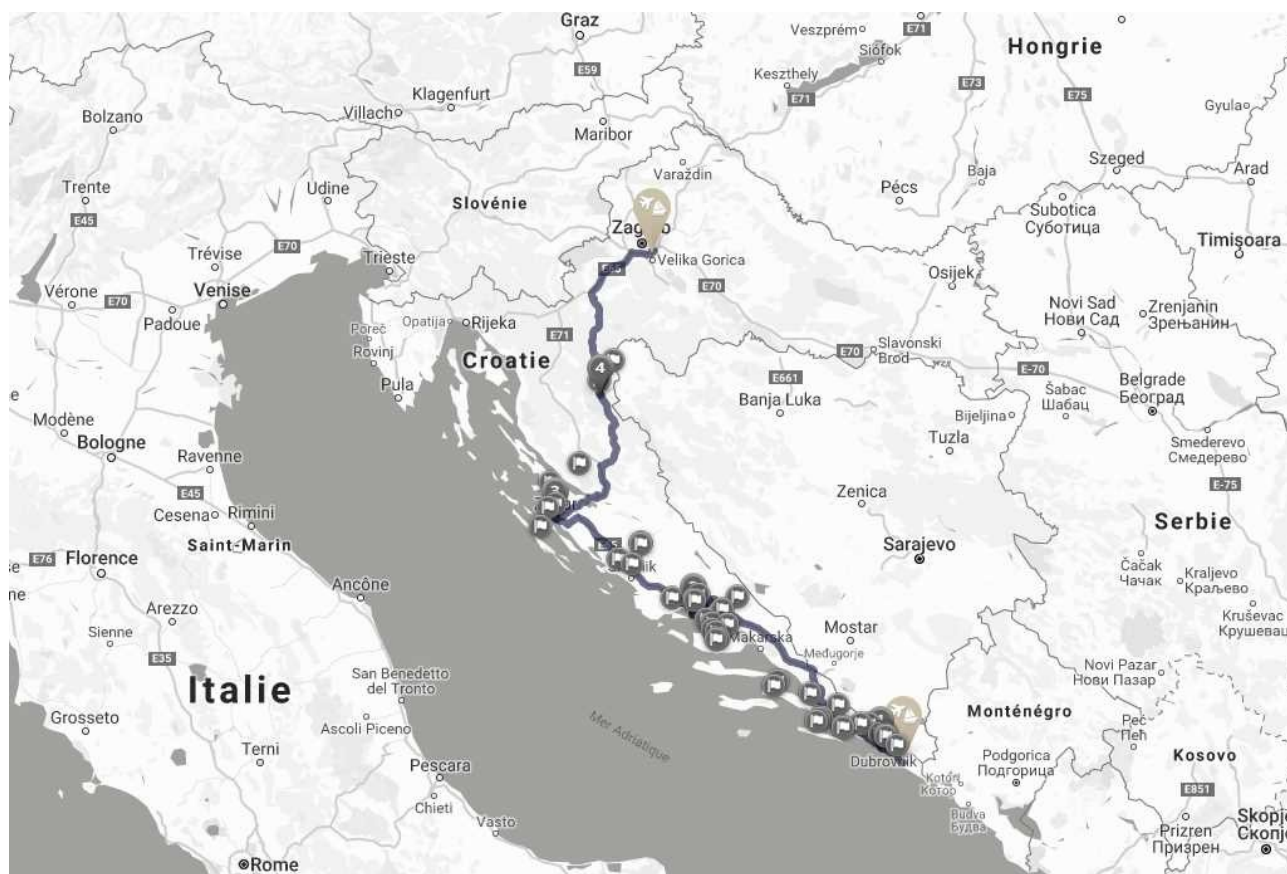 Graz
E71
Veszprém
Siófok
Hongrie
E59
Keszthely
E71
E73
E75
Klagenfurt
Villach
Maribor
Gyula
Bolzano
Szeged
Arad
Varaždin
Pécs
Baja
Trente
E45
Udine
Slovénie
Subotica
Суботица
Timișoara
Trévise
E70
Trieste
Velika Gorica
Osijek
Vérone
E70
Venise
Padoue
E70
Novi Sad
Нови Сад
Zrenjanin
Зрењанин
Opatija
Rijeka
Poreč
Rovinj
E71
Slavonski
Brod
E70
Croatie
4
E-70
Pula
E661
Banja Luka
Šabac
Шабац
Belgrade
Београд
Modène
Bologne
Bijeljina
Tuzla
Ravenne
Smederevo
Смедерево
E45
Cesena
Rimini
Zenica
E-75
Saint-Marin
Serbie
E76
Florence
Sarajevo
Čačak
Чачак
Kraljevo
Краљево
Ancône
Arezzo
Kruševac
Крушевац
Sienne
Makarska
Mostar
E35
Međugorje
San Benedetto
del Tronto
Novi Pazar
Нови Пазар
Italie
Mer Adriatique
Monténégro
Grosseto
Ascoli Piceno
Peć
Пећ
Terni
Podgorica
Подгорица
Kosovo
Dubrovnik
Pescara
Kotor
Котор
Chieti
E851
Budva
Будва
Vasto
Prizren
Призрен
Rome